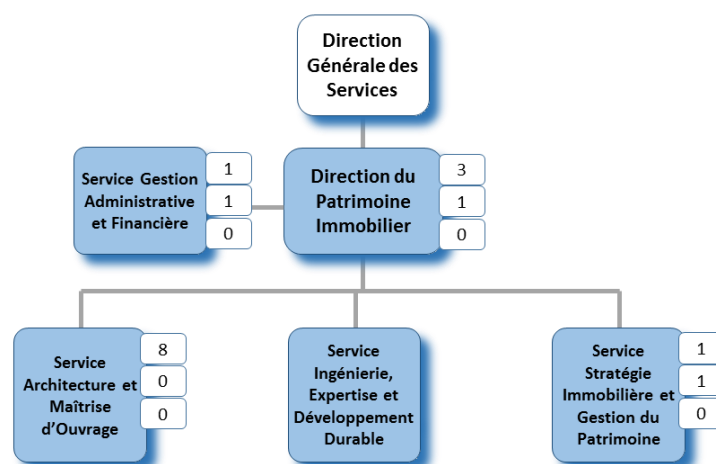 Direction
Générale des
Services
Service Gestion
Administrative
et Financière
1
1
0
Direction du
Patrimoine
Immobilier
3
1
0
Service
Architecture et
Maîtrise
d'Ouvrage
8
0
0
Service
Ingénierie,
Expertise et
Développement
Durable
Service
Stratégie
Immobilière et
Gestion du
Patrimoine
1
1
0